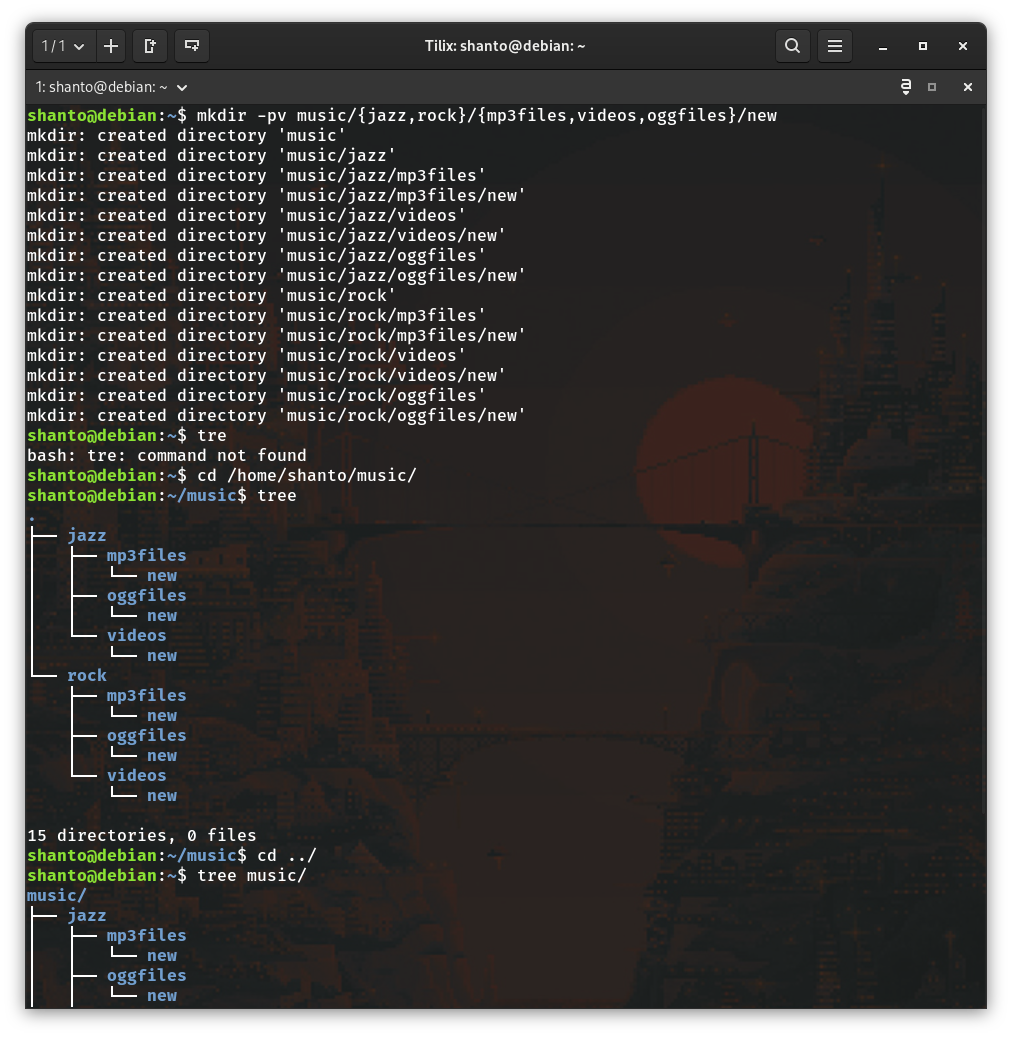 1 / 1
Tilix: shanto@debian: ~
1: shanto@debian: ~
a
shanto@debian:~$ mkdir -pv music/{jazz,rock}/{mp3files,videos,oggfiles}/new
mkdir: created directory 'music'
mkdir: created directory 'music/jazz'
mkdir: created directory 'music/jazz/mp3files'
mkdir: created directory 'music/jazz/mp3files/new'
mkdir: created directory 'music/jazz/videos'
mkdir: created directory 'music/jazz/videos/new'
mkdir: created directory 'music/jazz/oggfiles'
mkdir: created directory 'music/jazz/oggfiles/new'
mkdir: created directory 'music/rock'
mkdir: created directory 'music/rock/mp3files'
mkdir: created directory 'music/rock/mp3files/new'
mkdir: created directory 'music/rock/videos'
mkdir: created directory 'music/rock/videos/new'
mkdir: created directory 'music/rock/oggfiles'
mkdir: created directory 'music/rock/oggfiles/new'
shanto@debian:~$ tre
bash: tre: command not found
shanto@debian:~$ cd /home/shanto/music/
shanto@debian:~/music$ tree
.
├── jazz
│   ├── mp3files
│   │   └── new
│   ├── oggfiles
│   │   └── new
│   └── videos
│       └── new
└── rock
    ├── mp3files
    │   └── new
    ├── oggfiles
    │   └── new
    └── videos
        └── new

15 directories, 0 files
shanto@debian:~/music$ cd ../
shanto@debian:~$ tree music/
music/
├── jazz
│   ├── mp3files
│   │   └── new
│   ├── oggfiles
│   │   └── new